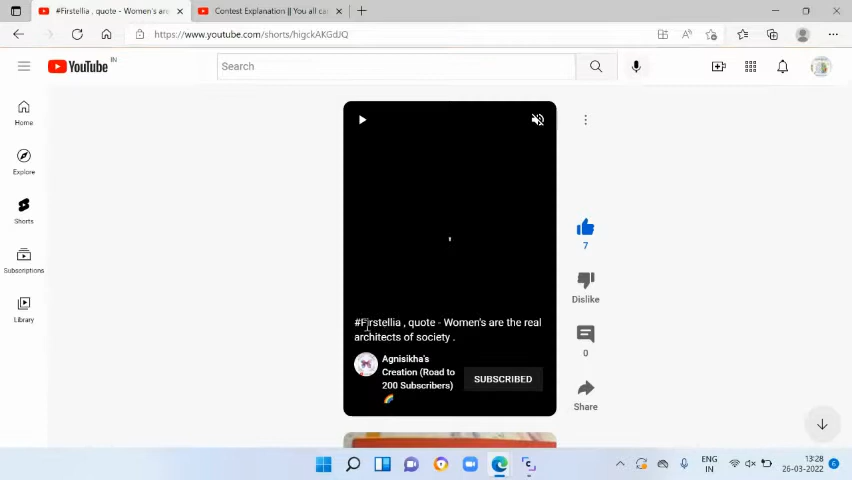 #Firstellia , quote - Women's are
Contest Explanation || You all ca
https://www.youtube.com/shorts/higckAKGdJQ
YouTube IN
Search
Home
Explore
Shorts
Subscriptions
Library
#Firstellia , quote - Women's are the real
architects of society .
Agnisikha's
Creation (Road to
200 Subscribers)
SUBSCRIBED
7
Dislike
0
Share
ENG
IN
13:28
26-03-2022
6